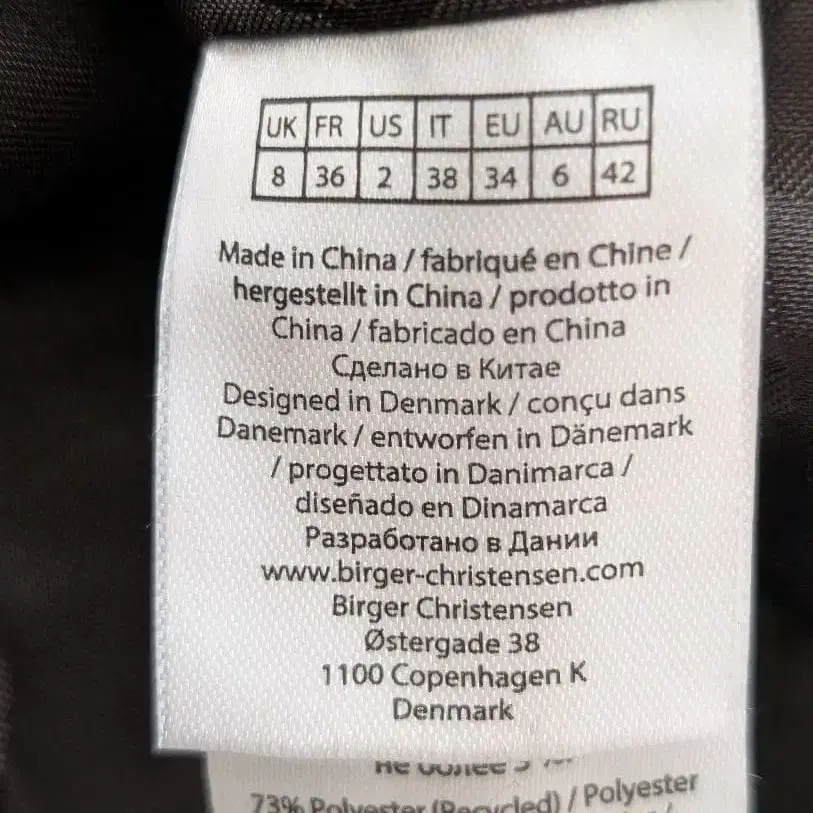 UK FR US IT EU AU RU
8 36 2 38 34 6 42
Made in China / fabriqué en Chine /
hergestellt in China / prodotto in
China / fabricado en China
Сделано в Китае
Designed in Denmark / conçu dans
Danemark / entworfen in Dänemark
/ progettato in Danimarca /
diseñado en Dinamarca
Разработано в Дании
www.birger-christensen.com
Birger Christensen
Østergade 38
1100 Copenhagen K
Denmark
не более
73% Polyester (Recycled) / Polyester